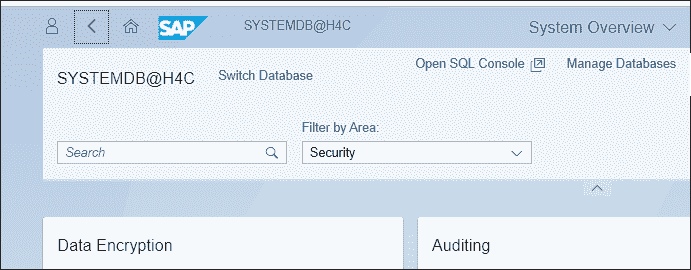 SAP SYSTEMDB@H4C System Overview
SYSTEMDB@H4C Switch Database Open SQL Console Manage Databases
Filter by Area:
Search Security
Data Encryption Auditing